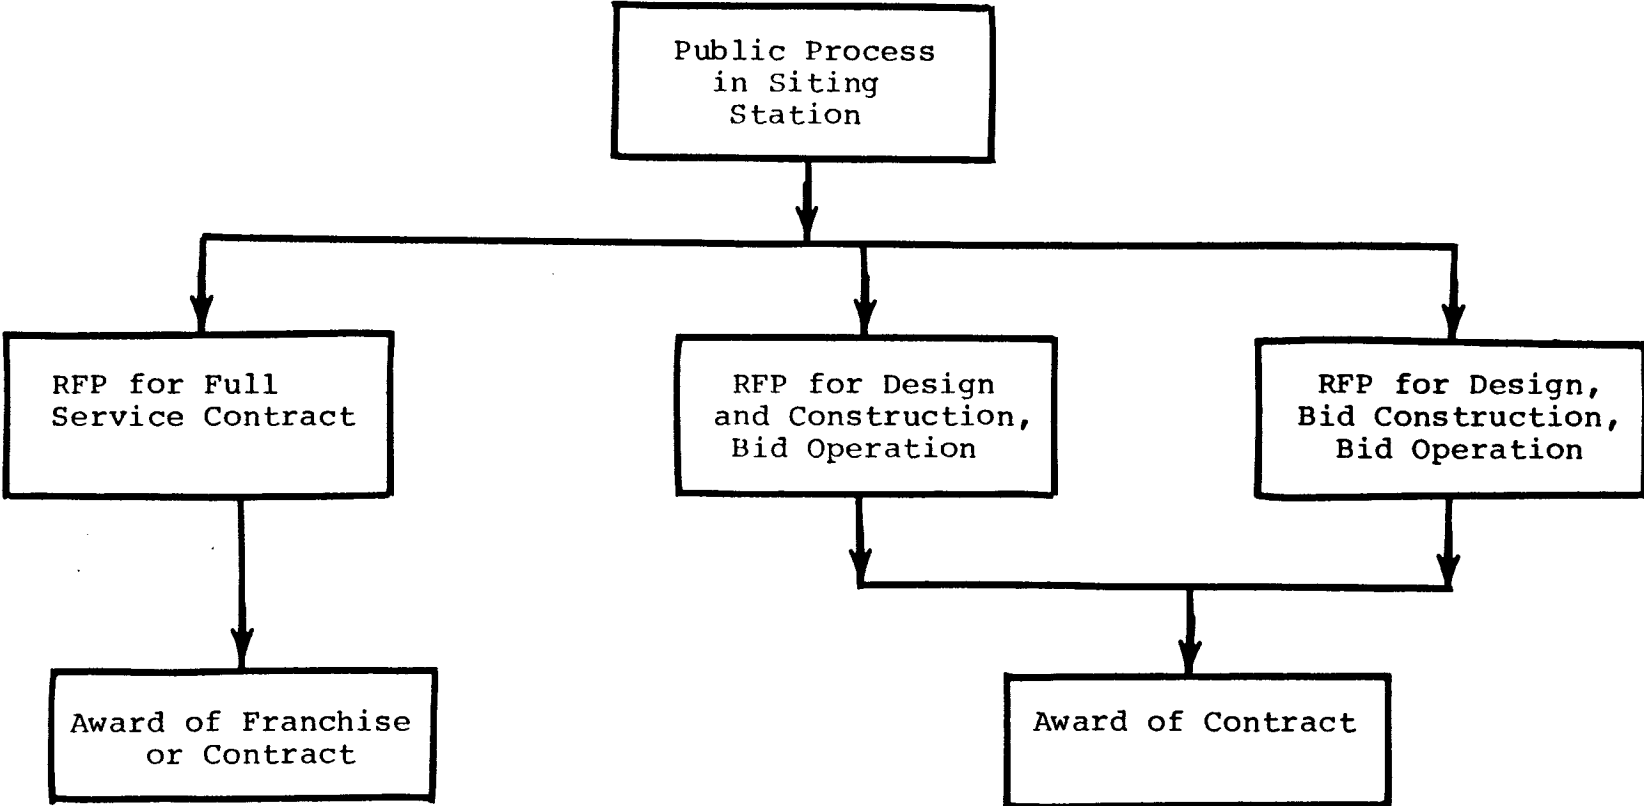 Public Process
in Siting
Station
RFP for Full
Service Contract
RFP for Design
and Construction,
Bid Operation
RFP for Design,
Bid Construction,
Bid Operation
Award of Franchise
or Contract
Award of Contract